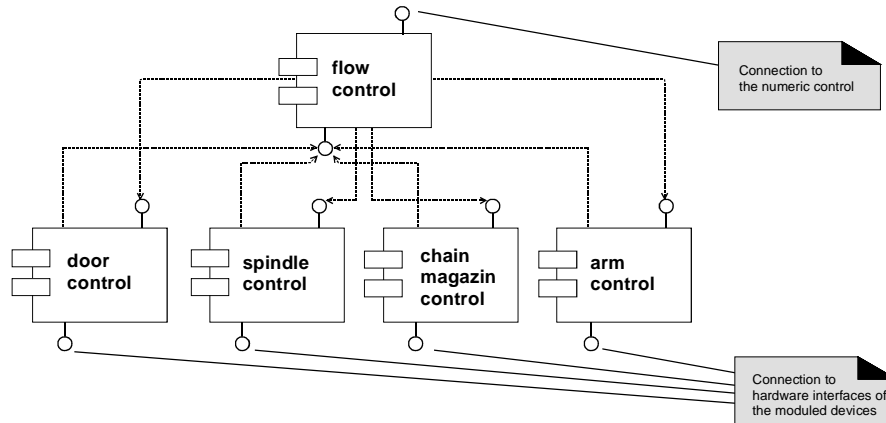 flow
control
Connection to
the numeric control
door
control
spindle
control
chain
magazin
control
arm
control
Connection to
hardware interfaces of
the moduled devices